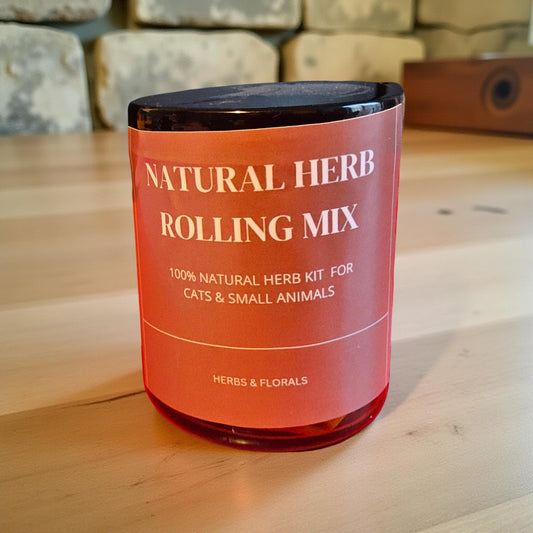 NATURAL HERB
ROLLING MIX
100% NATURAL HERB KIT FOR
CATS & SMALL ANIMALS
HERBS & FLORALS